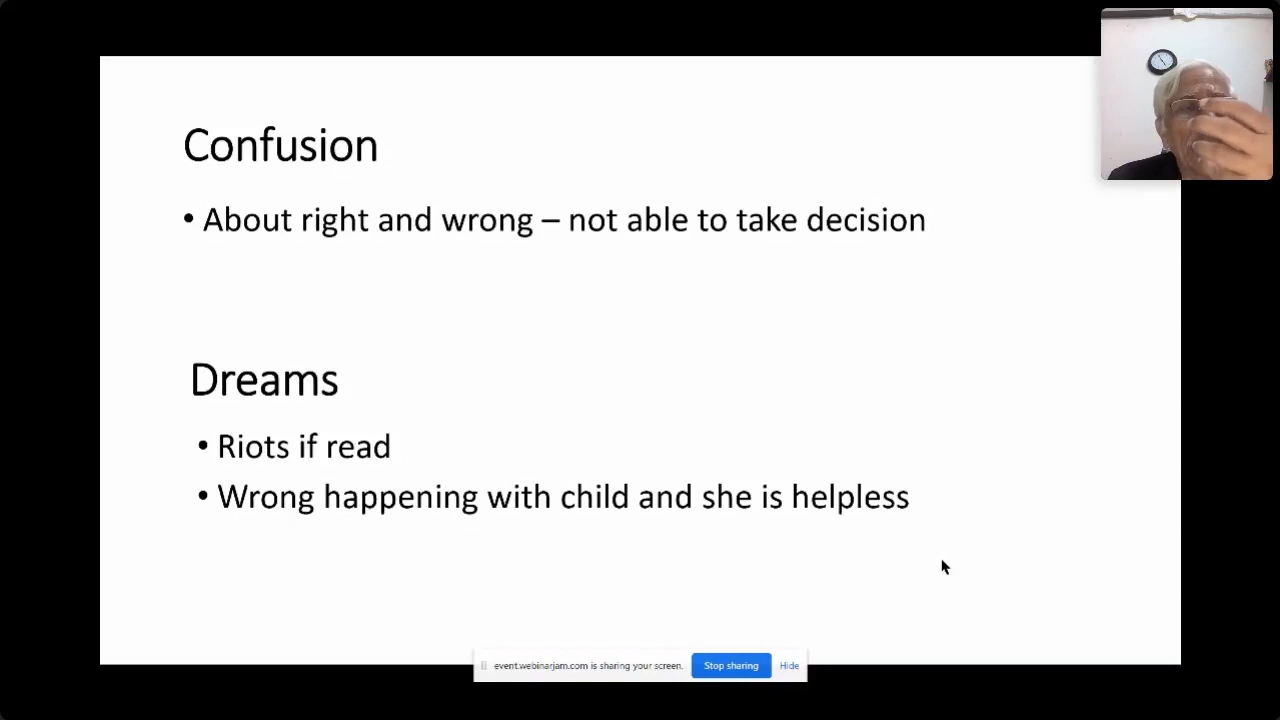 Confusion
• About right and wrong – not able to take decision
Dreams
• Riots if read
• Wrong happening with child and she is helpless
event.webinarjam.com is sharing your screen. Stop sharing Hide